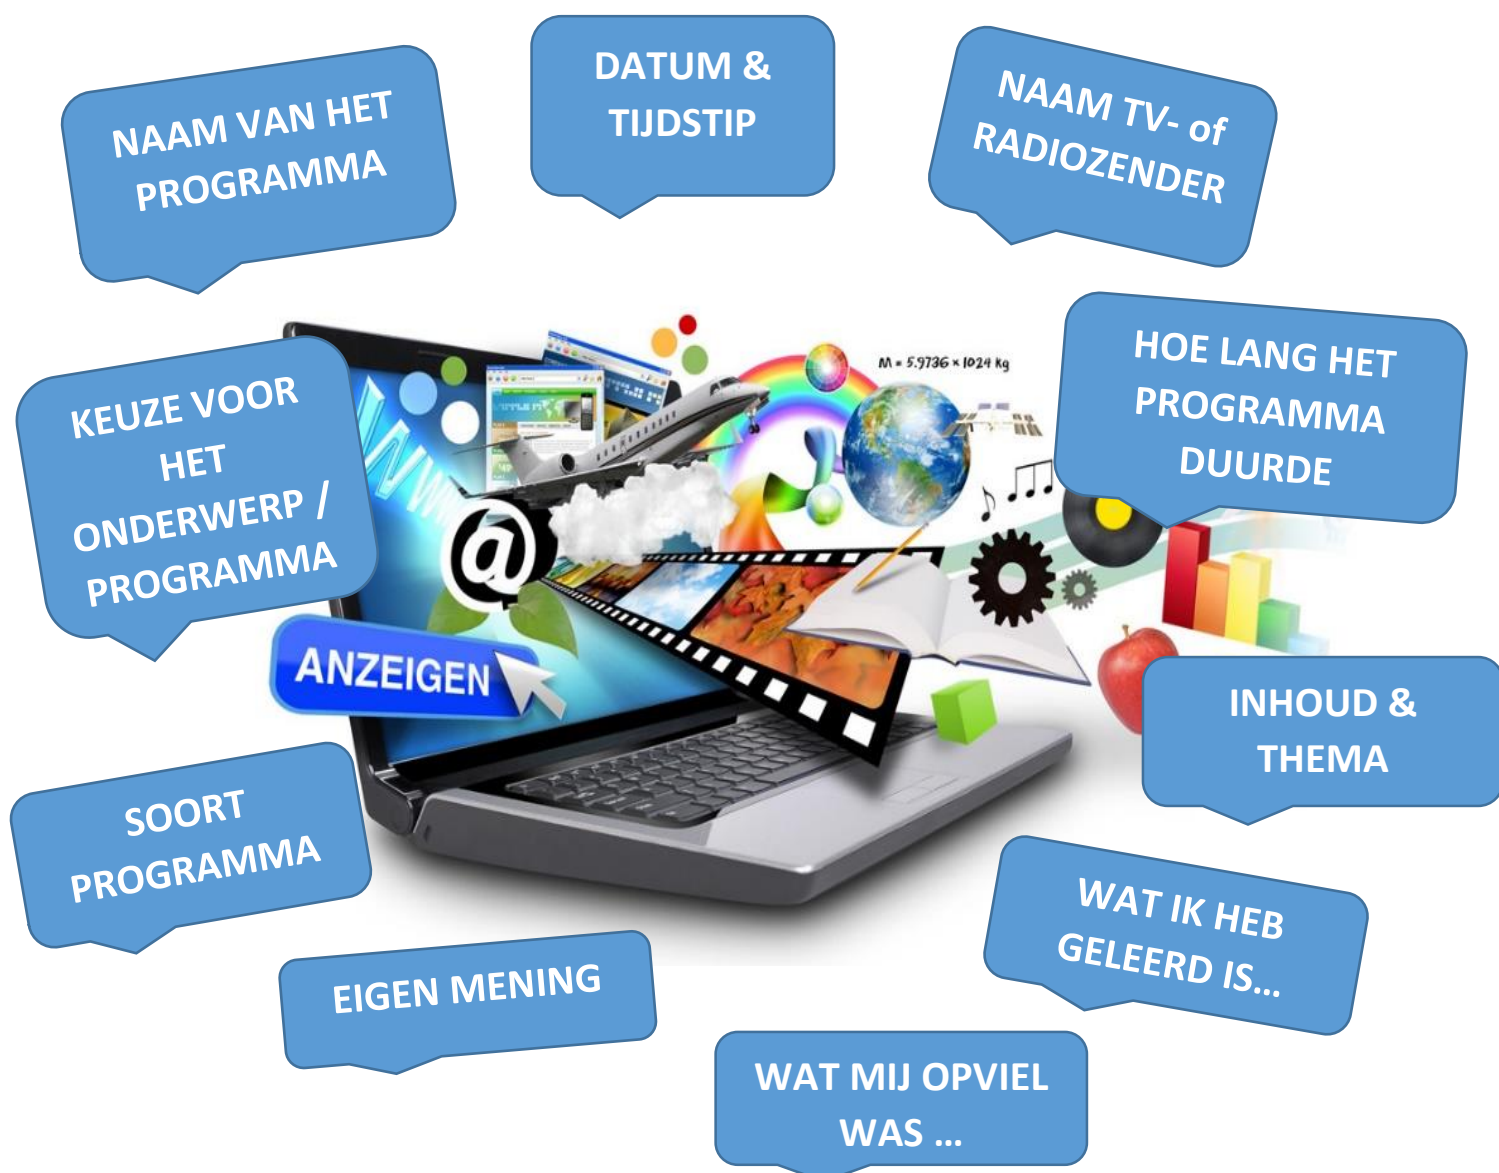 DATUM &
TIJDSTIP
NAAM VAN HET
PROGRAMMA
NAAM TV- of
RADIOZENDER
HOE LANG HET
PROGRAMMA
DUURDE
KEUZE VOOR
HET
ONDERWERP /
PROGRAMMA
M = 5.9736 × 1024 kg
WWW
@
ANZEIGEN
INHOUD &
THEMA
SOORT
PROGRAMMA
WAT IK HEB
GELEERD IS...
EIGEN MENING
WAT MIJ OPVIEL
WAS ...